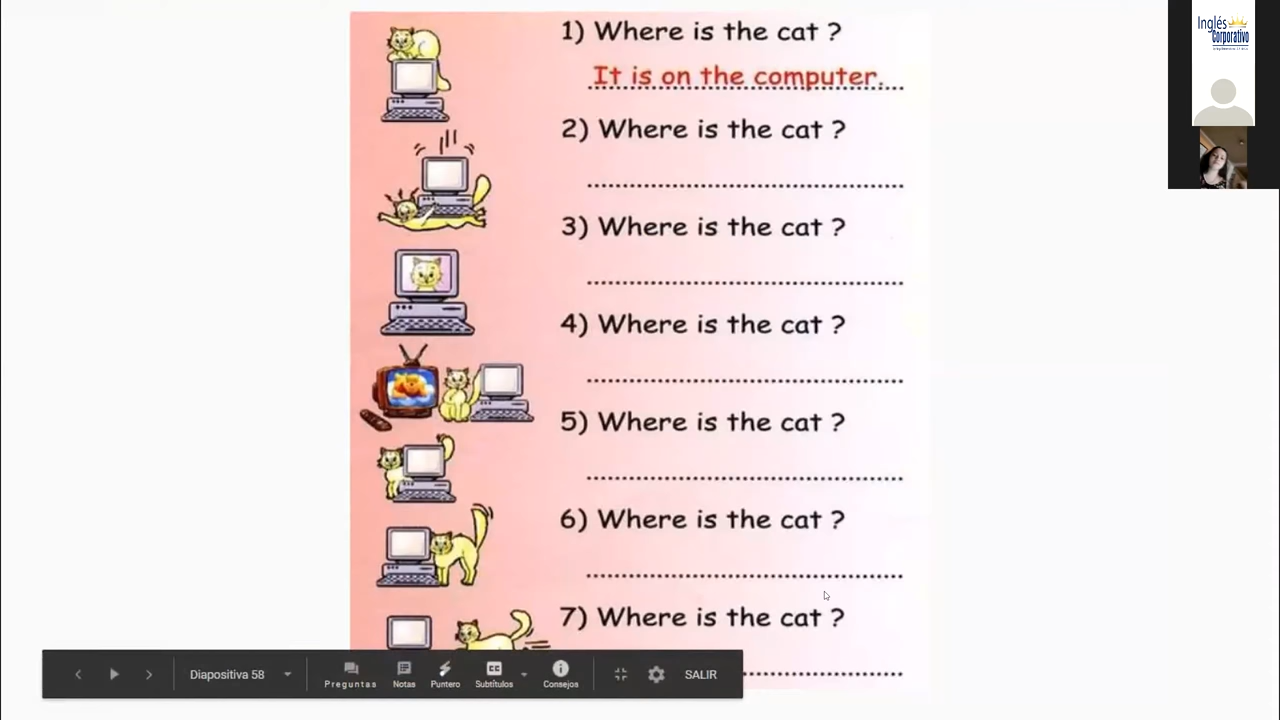 1) Where is the cat ?
It is on the computer.
2) Where is the cat ?
3) Where is the cat ?
4) Where is the cat ?
5) Where is the cat ?
6) Where is the cat ?
7) Where is the cat ?
Inglés
Corporativo
Diapositiva 58
Preguntas
Notas
Puntero
CC
Subtítulos
Consejos
SALIR